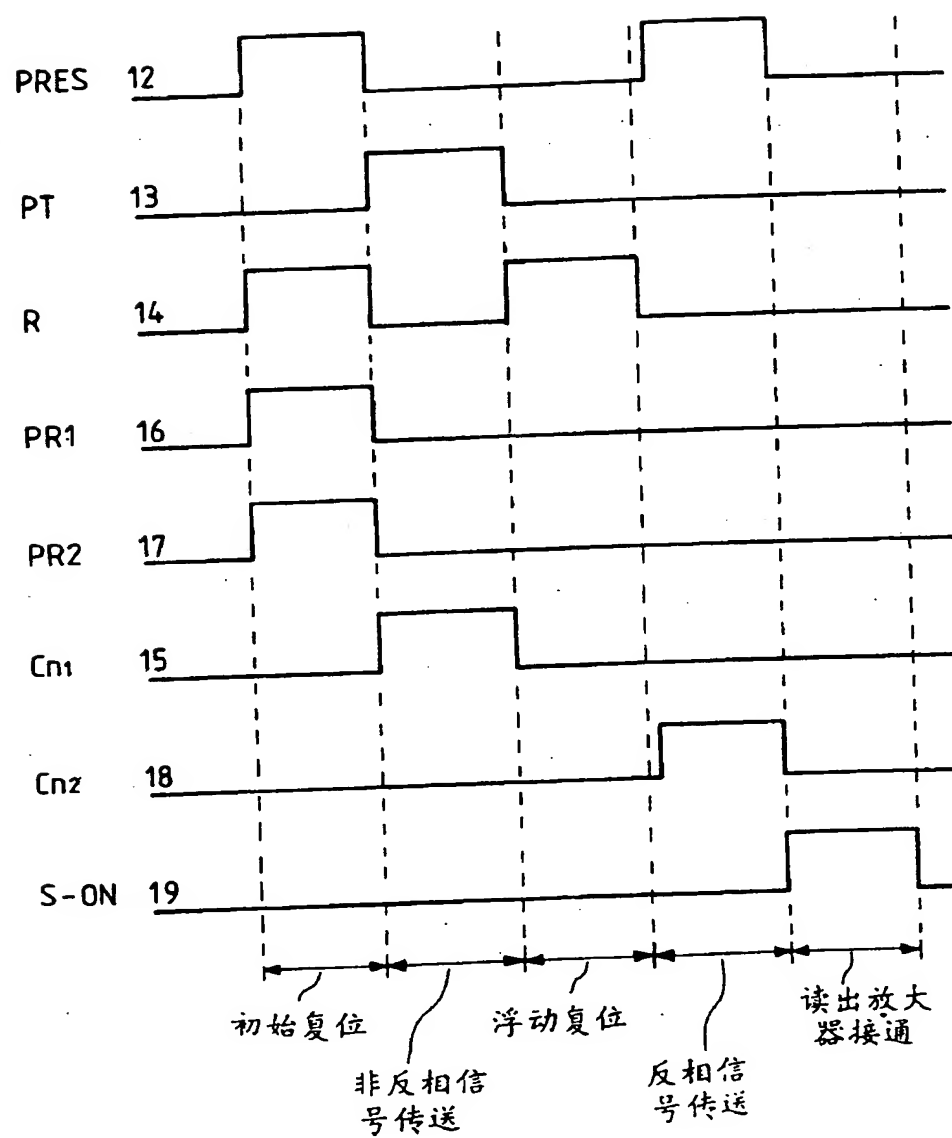 PRES 12
PT 13
R 14
PR1 16
PR2 17
Cn1 15
Cn2 18
S-ON 19
初始复位
非反相信
号传送
浮动复位
反相信
号传送
读出放大
器接通